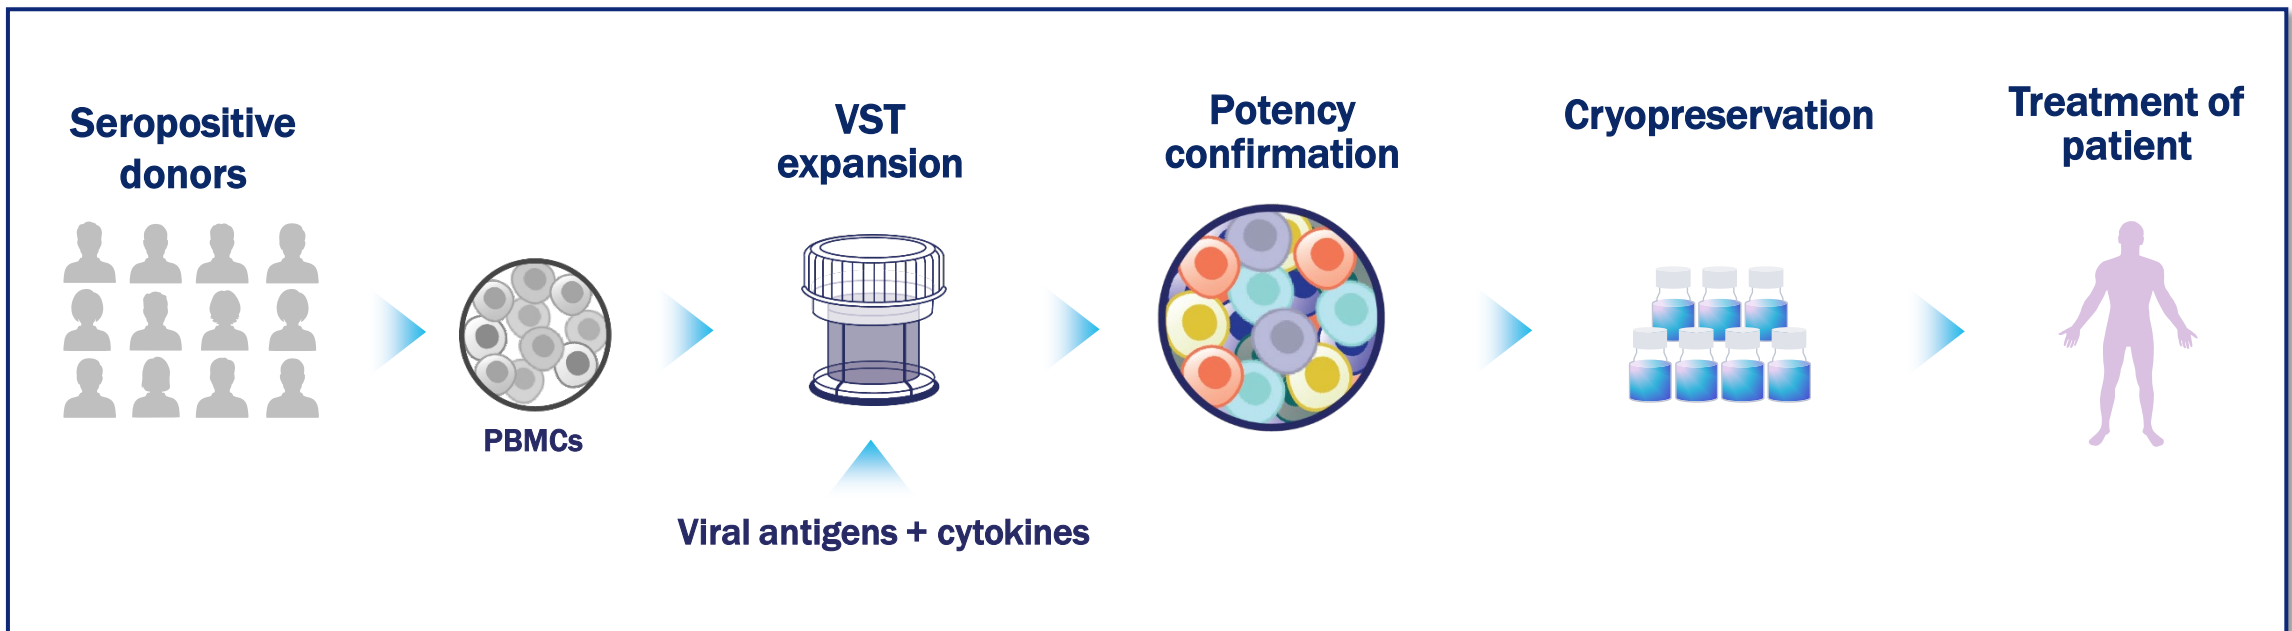 Seropositive
donors
PBMCs
VST
expansion
Viral antigens + cytokines
Potency
confirmation
Cryopreservation
Treatment of
patient